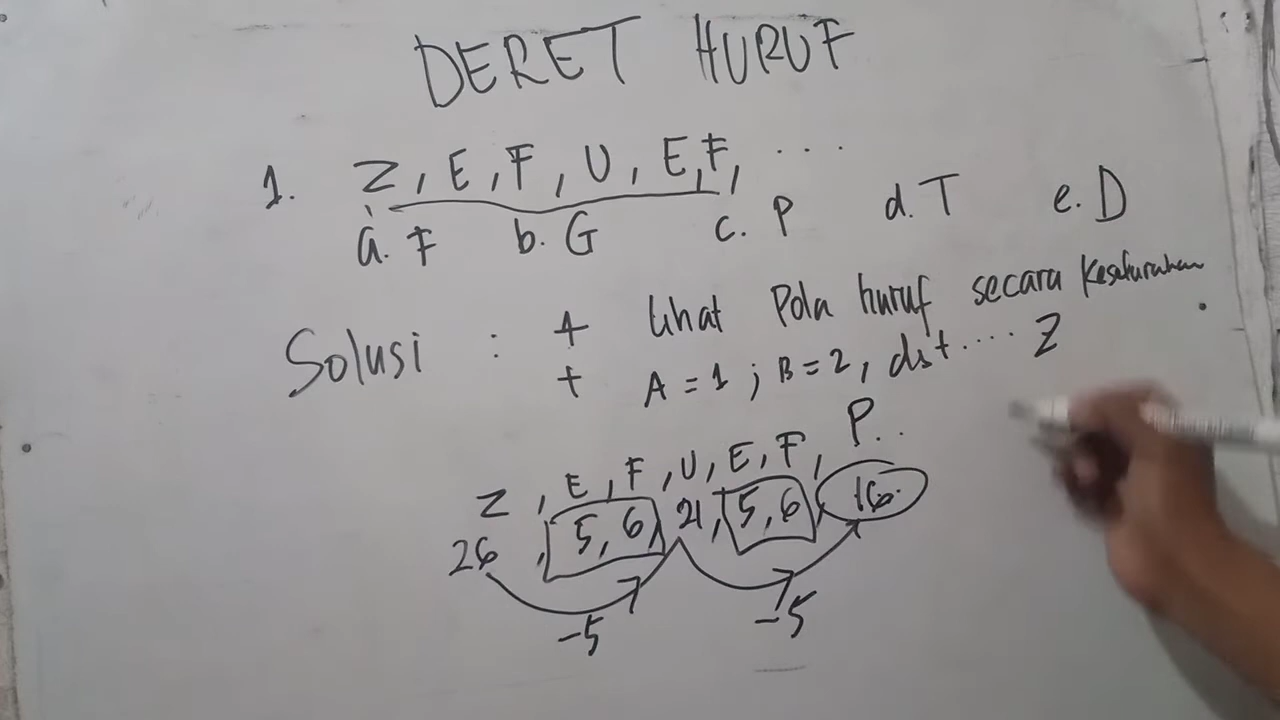 DERET HURUF
1. Z, E, F, U, E, F, ...
a. F b. G c. P d. T e. D
Solusi : + lihat Pola huruf secara Keseluruhan
+ A = 1 ; B = 2, dst .... Z
Z, E, F, U, E, F, P..
26, 5, 6, 21, 5, 6, 16.
-5 -5